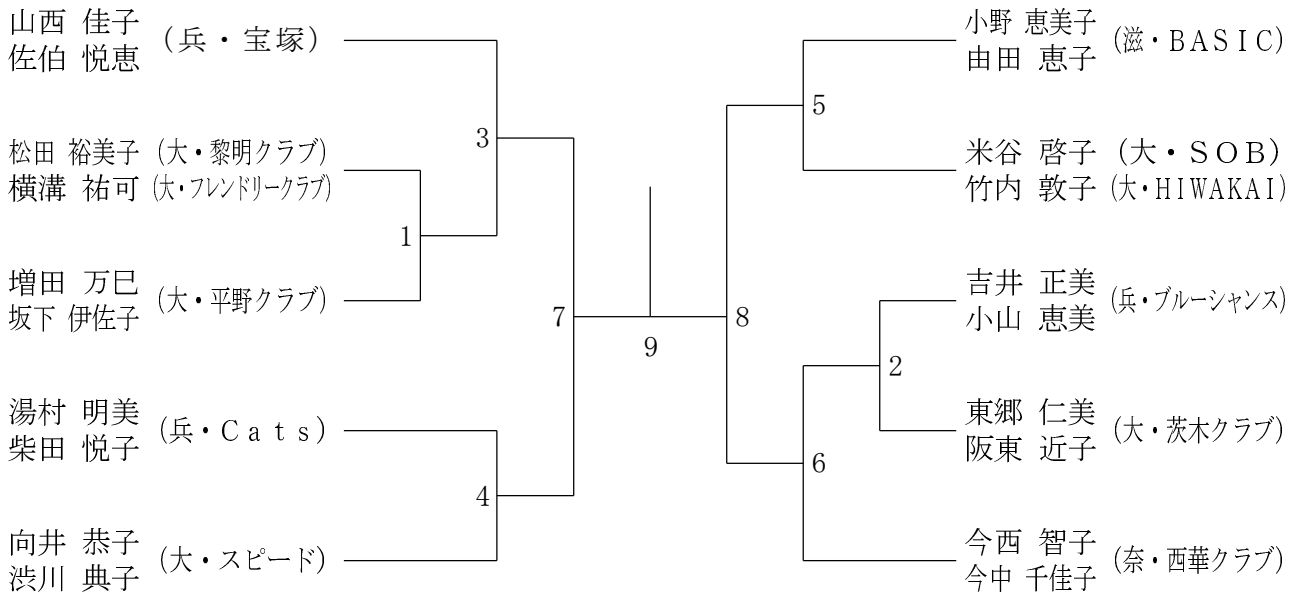 山西 佳子
佐伯 悦恵
(兵・宝塚)
松田 裕美子 (大・黎明クラブ)
横溝 祐可 (大・フレンドリークラブ)
増田 万巳
坂下 伊佐子
(大・平野クラブ)
湯村 明美
柴田 悦子
(兵・Cats)
向井 恭子
渋川 典子
(大・スピード)
3
1
4
7
9
8
5
2
6
小野 恵美子
由田 恵子
(滋・BASIC)
米谷 啓子 (大・SOB)
竹内 敦子 (大・HIWAKAI)
吉井 正美
小山 恵美
(兵・ブルーシャンス)
東郷 仁美
阪東 近子
(大・茨木クラブ)
今西 智子
今中 千佳子
(奈・西華クラブ)